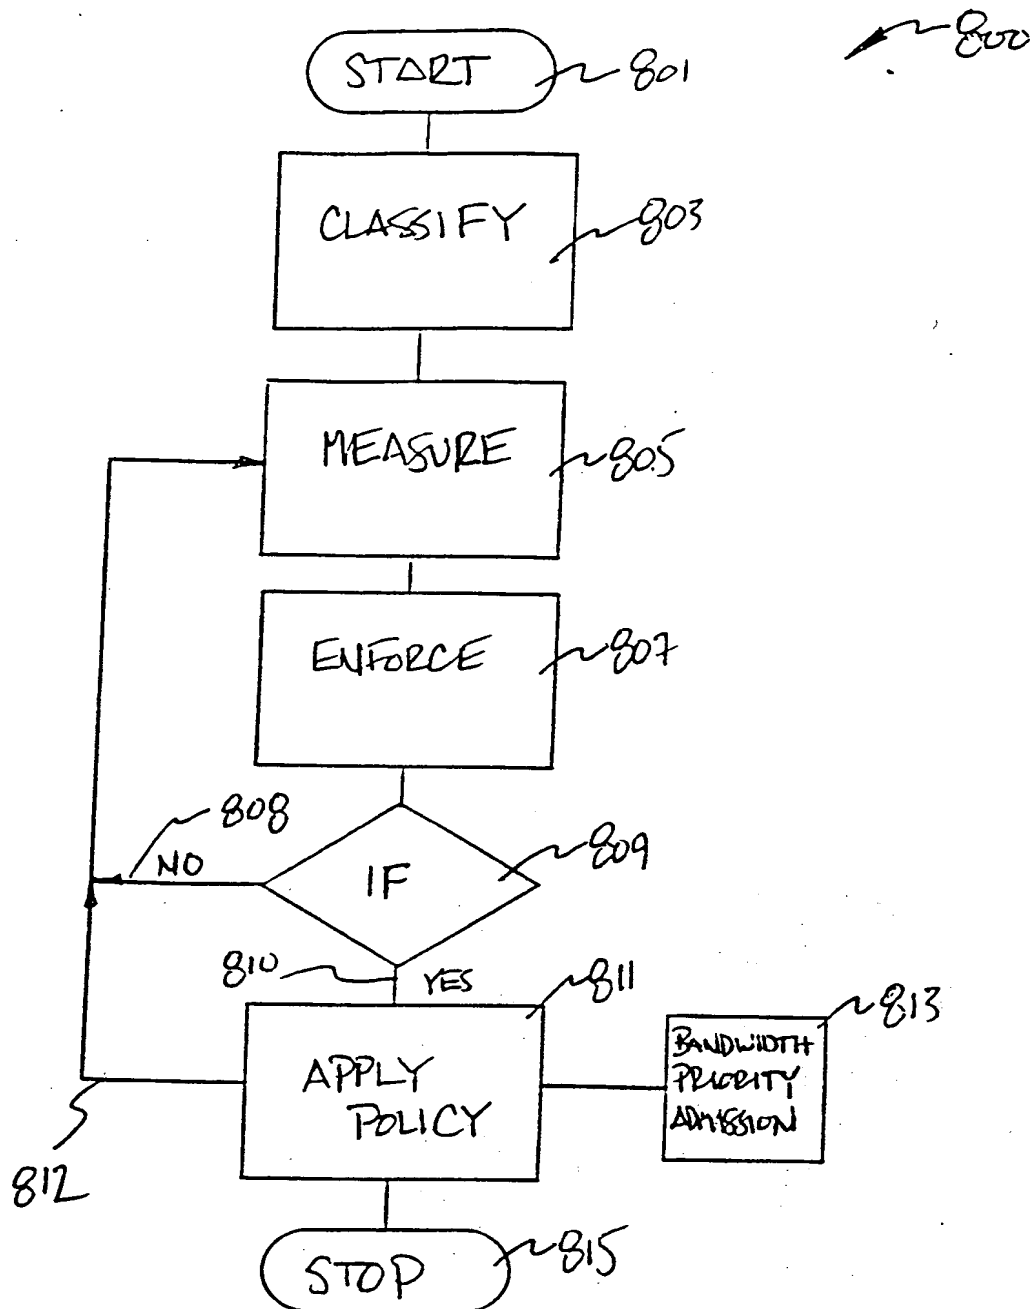 800
START
801
CLASSIFY
803
MEASURE
805
ENFORCE
807
808
NO
IF
809
810
YES
811
APPLY
POLICY
812
BANDWIDTH
PRIORITY
ADMISSION
813
STOP
815